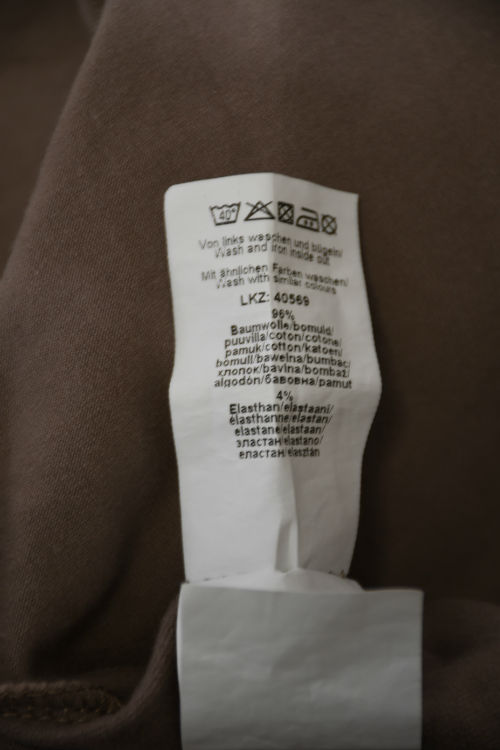 40°
Von links waschen und bügeln/
Wash and iron inside out
Mit ähnlichen Farben waschen/
Wash with similar colours
LKZ: 40569
96%
Baumwolle/bomuld/
puuvilla/coton/cotone/
pamuk/cotton/katoen/
bomull/bawełna/bumbac/
хлопок/bavlna/bombaž/
algodón/бавовна/pamut
4%
Elasthan/elastaani/
élasthanne/elastan/
elastane/elastaan/
эластан/elastano/
еластан/elasztán